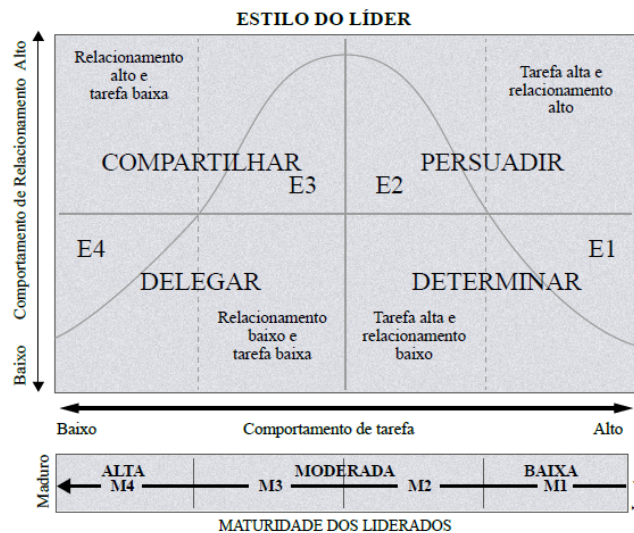 ESTILO DO LÍDER
Comportamento de Relacionamento
Alto
Baixo
Relacionamento
alto e
tarefa baixa
Tarefa alta e
relacionamento
alto
COMPARTILHAR
PERSUADIR
E3
E2
E4
E1
DELEGAR
DETERMINAR
Relacionamento
baixo e
tarefa baixa
Tarefa alta e
relacionamento
baixo
Baixo
Comportamento de tarefa
Alto
Maduro
ALTA
MODERADA
BAIXA
M4
M3
M2
M1
MATURIDADE DOS LIDERADOS